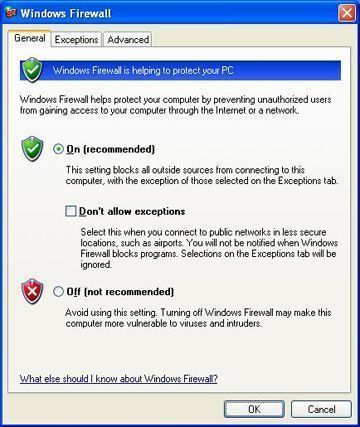 Windows Firewall
General Exceptions Advanced
Windows Firewall is helping to protect your PC
Windows Firewall helps protect your computer by preventing unauthorized users
from gaining access to your computer through the Internet or a network.
On (recommended)
This setting blocks all outside sources from connecting to this
computer, with the exception of those selected on the Exceptions tab.
Don't allow exceptions
Select this when you connect to public networks in less secure
locations, such as airports. You will not be notified when Windows
Firewall blocks programs. Selections on the Exceptions tab will be
ignored.
Off (not recommended)
Avoid using this setting. Turning off Windows Firewall may make this
computer more vulnerable to viruses and intruders.
What else should I know about Windows Firewall?
OK Cancel